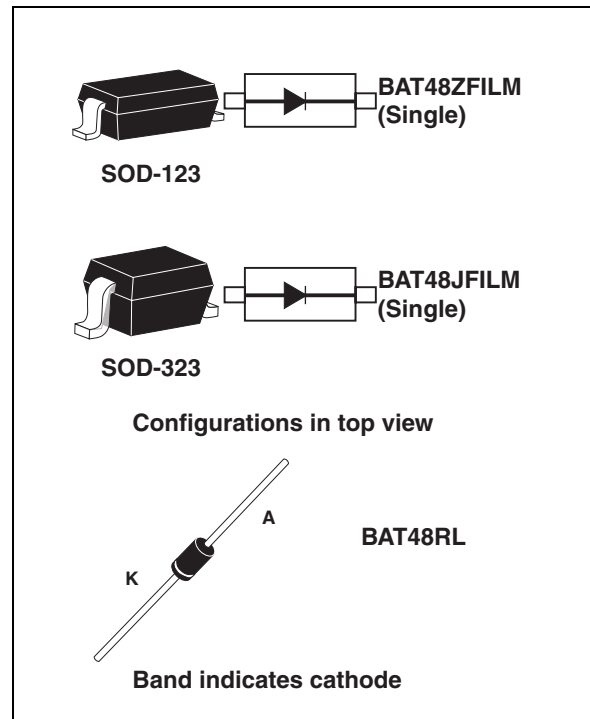 BAT48ZFILM
(Single)
SOD-123
BAT48JFILM
(Single)
SOD-323
Configurations in top view
A
BAT48RL
K
Band indicates cathode